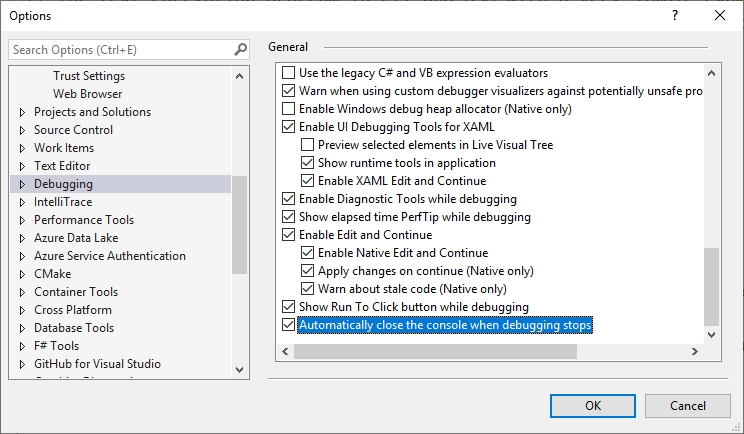 Options
Search Options (Ctrl+E)
Trust Settings
Web Browser
Projects and Solutions
Source Control
Work Items
Text Editor
Debugging
IntelliTrace
Performance Tools
Azure Data Lake
Azure Service Authentication
CMake
Container Tools
Cross Platform
Database Tools
F# Tools
GitHub for Visual Studio
General
Use the legacy C# and VB expression evaluators
Warn when using custom debugger visualizers against potentially unsafe pro
Enable Windows debug heap allocator (Native only)
Enable UI Debugging Tools for XAML
Preview selected elements in Live Visual Tree
Show runtime tools in application
Enable XAML Edit and Continue
Enable Diagnostic Tools while debugging
Show elapsed time PerfTip while debugging
Enable Edit and Continue
Enable Native Edit and Continue
Apply changes on continue (Native only)
Warn about stale code (Native only)
Show Run To Click button while debugging
Automatically close the console when debugging stops
OK
Cancel